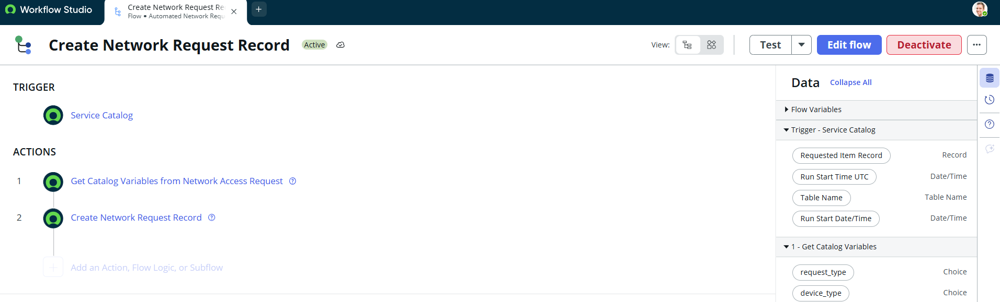 Workflow Studio
Create Network Request Re
Flow • Automated Network Requ
Create Network Request Record
Active
View:
Test
Edit flow
Deactivate
TRIGGER
Service Catalog
ACTIONS
1
Get Catalog Variables from Network Access Request
2
Create Network Request Record
Add an Action, Flow Logic, or Subflow
Data
Collapse All
Flow Variables
Trigger - Service Catalog
Requested Item Record Record
Run Start Time UTC Date/Time
Table Name Table Name
Run Start Date/Time Date/Time
1 - Get Catalog Variables
request_type Choice
device_type Choice